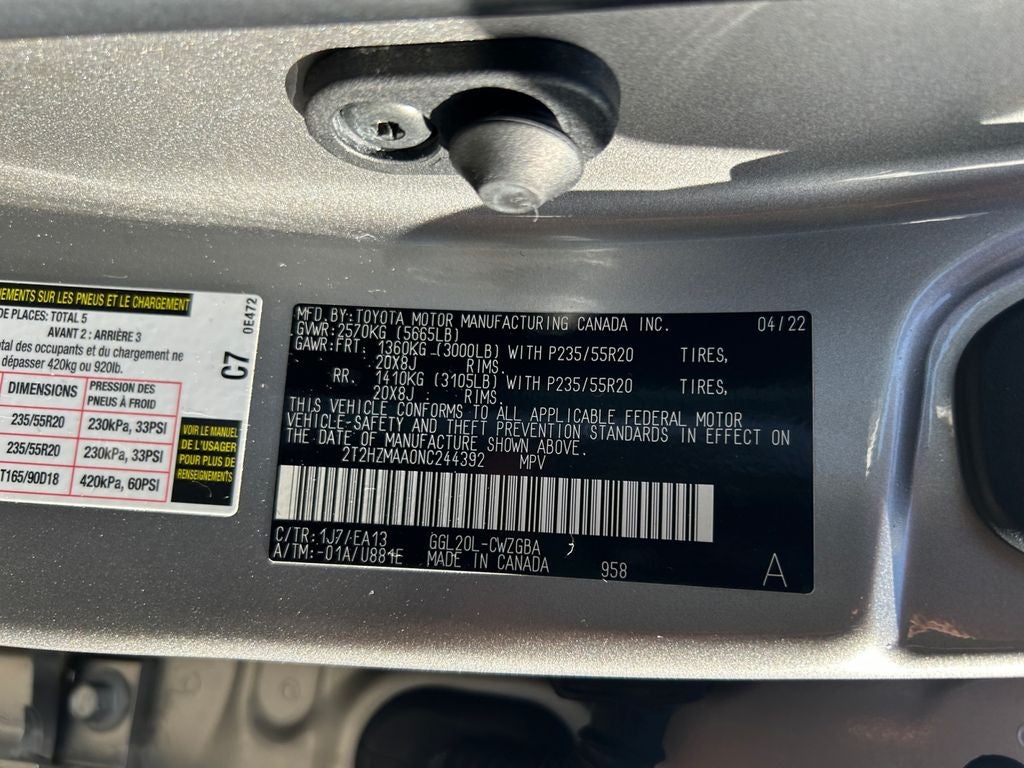 NEMENTS SUR LES PNEUS ET LE CHARGEMENT
DE PLACES: TOTAL 5
AVANT 2 : ARRIÈRE 3
tal des occupants et du chargement ne
dépasser 420kg ou 920lb.
DIMENSIONS PRESSION DES
PNEUS À FROID
235/55R20 230kPa, 33PSI
235/55R20 230kPa, 33PSI
T165/90D18 420kPa, 60PSI
VOIR LE MANUEL
DE L'USAGER
POUR PLUS DE
RENSEIGNEMENTS
0E472
C7
MFD.BY:TOYOTA MOTOR MANUFACTURING CANADA INC. 04/22
GVWR:2570KG (5665LB)
GAWR:FRT. 1360KG (3000LB) WITH P235/55R20 TIRES,
20X8J RIMS.
RR. 1410KG (3105LB) WITH P235/55R20 TIRES,
20X8J RIMS.
THIS VEHICLE CONFORMS TO ALL APPLICABLE FEDERAL MOTOR
VEHICLE-SAFETY AND THEFT PREVENTION STANDARDS IN EFFECT ON
THE DATE OF MANUFACTURE SHOWN ABOVE.
2T2HZMAA0NC244392 MPV
C/TR:1J7/EA13 GGL20L-CWZGBA
A/TM:-01A/U881E MADE IN CANADA 958 A